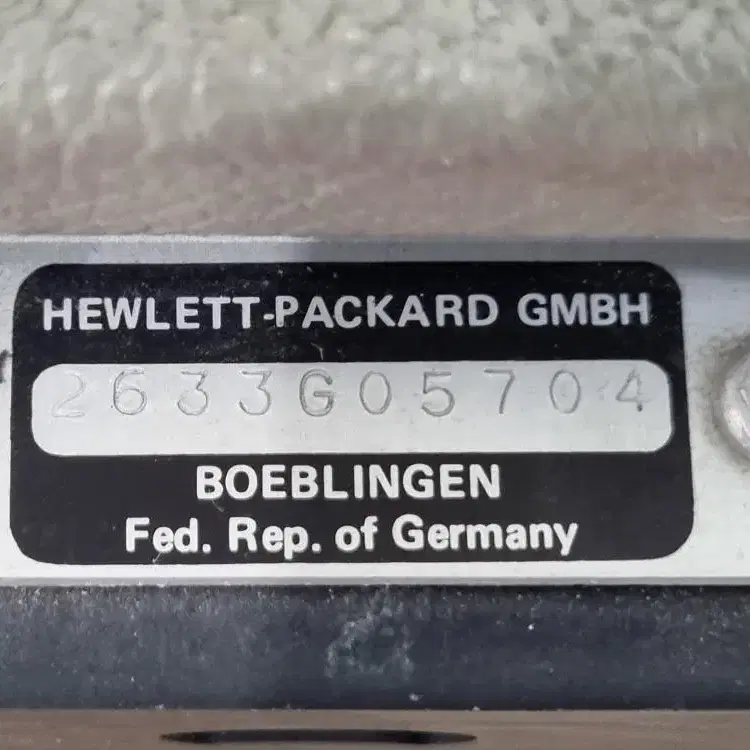 HEWLETT-PACKARD GMBH
2633G05704
BOEBLINGEN
Fed. Rep. of Germany